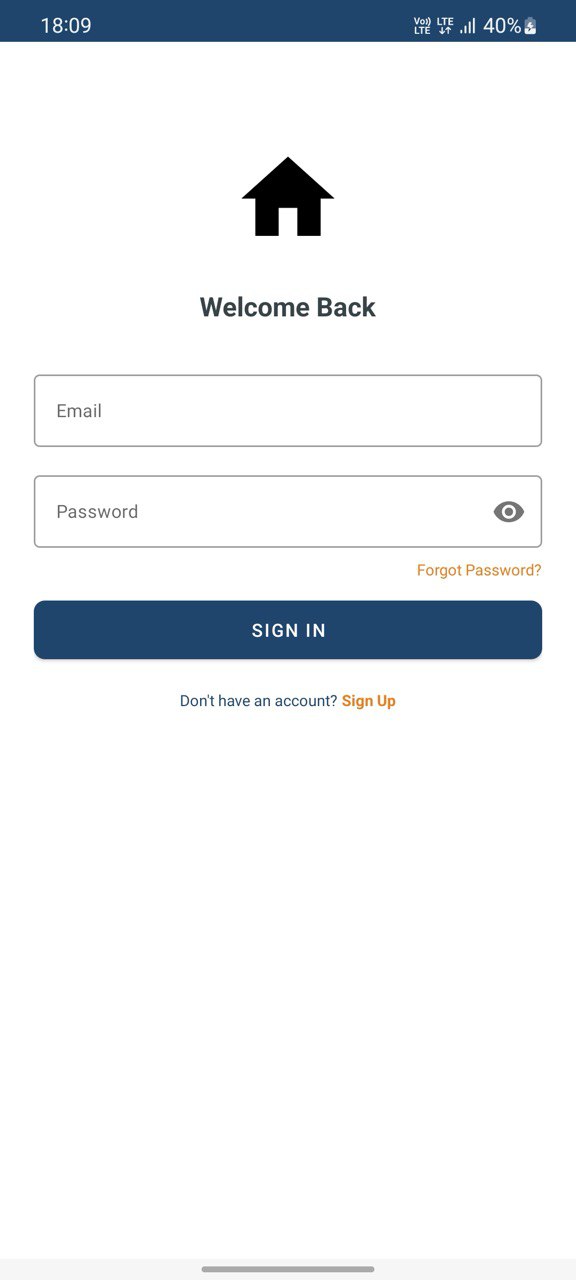 18:09 Vo)) LTE LTE 40%
Welcome Back
Email
Password
Forgot Password?
SIGN IN
Don't have an account? Sign Up